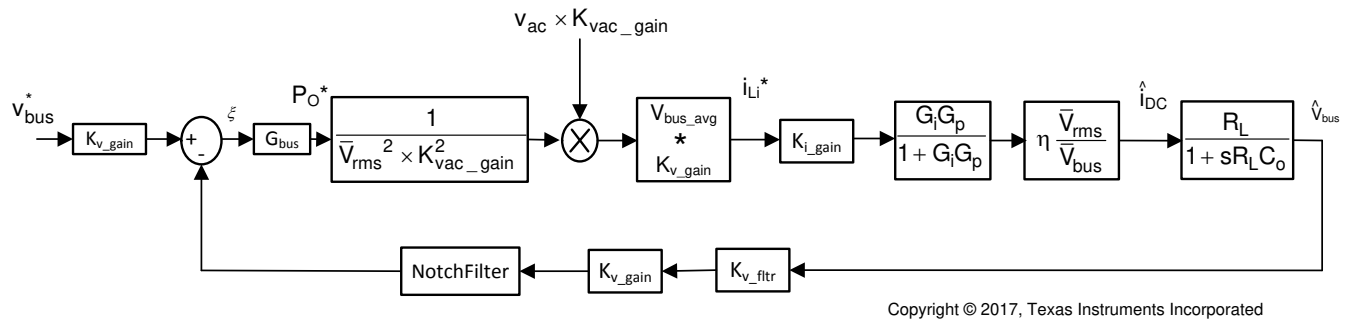 v_ac × K_vac_gain
v*_bus
K_v_gain
+
-
ξ
G_bus
P_O*
1
V̄_rms² × K²_vac_gain
×
V_bus_avg
*
K_v_gain
i_Li*
K_i_gain
G_iG_p
1 + G_iG_p
η V̄_rms
V̄_bus
î_DC
R_L
1 + sR_LC_o
v̂_bus
NotchFilter
K_v_gain
K_v_fltr
Copyright © 2017, Texas Instruments Incorporated